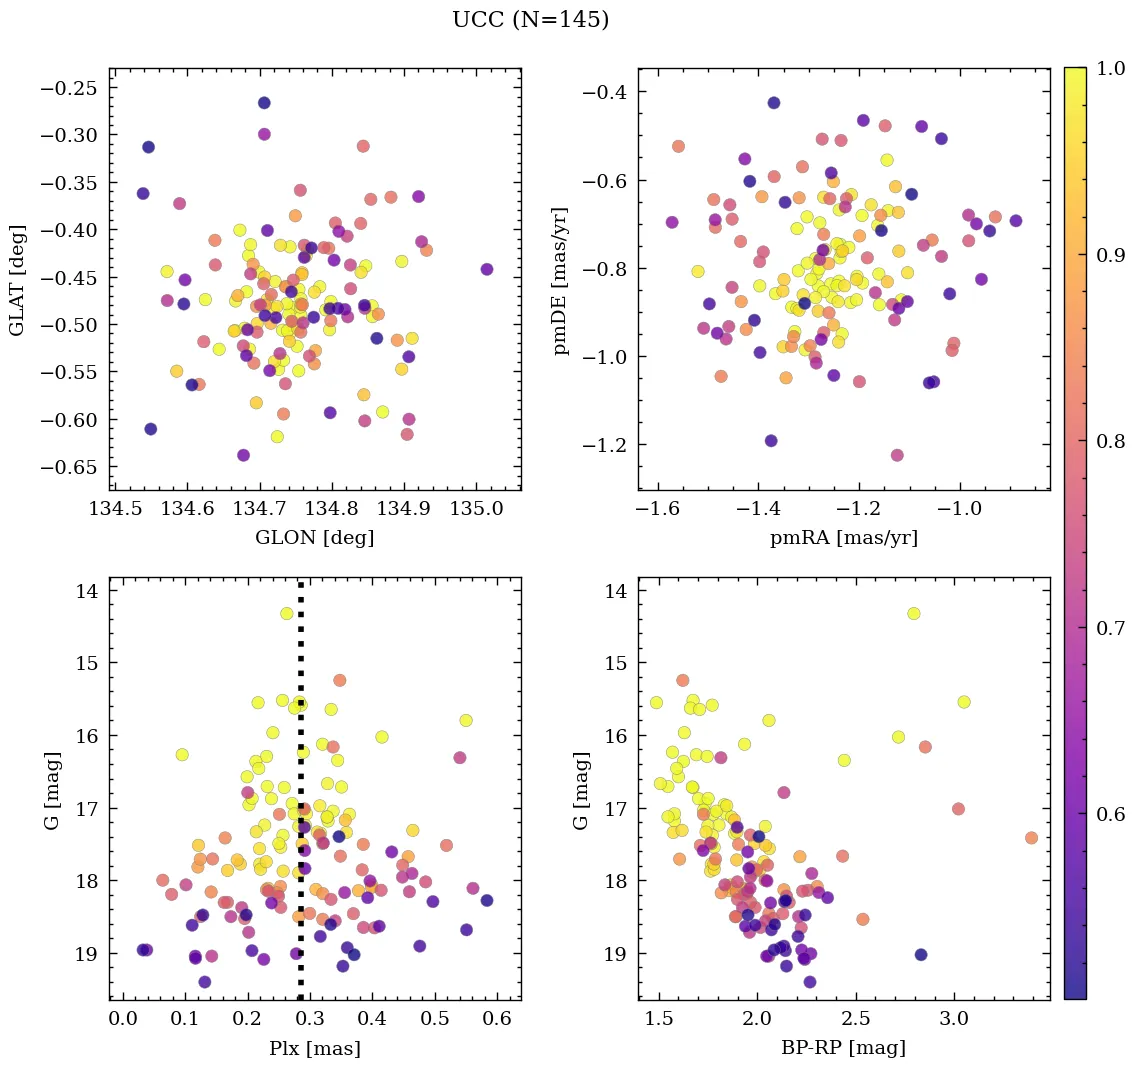 UCC (N=145)
−0.25
−0.30
−0.35
−0.40
−0.45
−0.50
−0.55
−0.60
−0.65
GLAT [deg]
134.5 134.6 134.7 134.8 134.9 135.0
GLON [deg]
−0.4
−0.6
−0.8
−1.0
−1.2
pmDE [mas/yr]
−1.6 −1.4 −1.2 −1.0
pmRA [mas/yr]
14
15
16
17
18
19
G [mag]
0.0 0.1 0.2 0.3 0.4 0.5 0.6
Plx [mas]
14
15
16
17
18
19
G [mag]
1.5 2.0 2.5 3.0
BP-RP [mag]
1.0
0.9
0.8
0.7
0.6